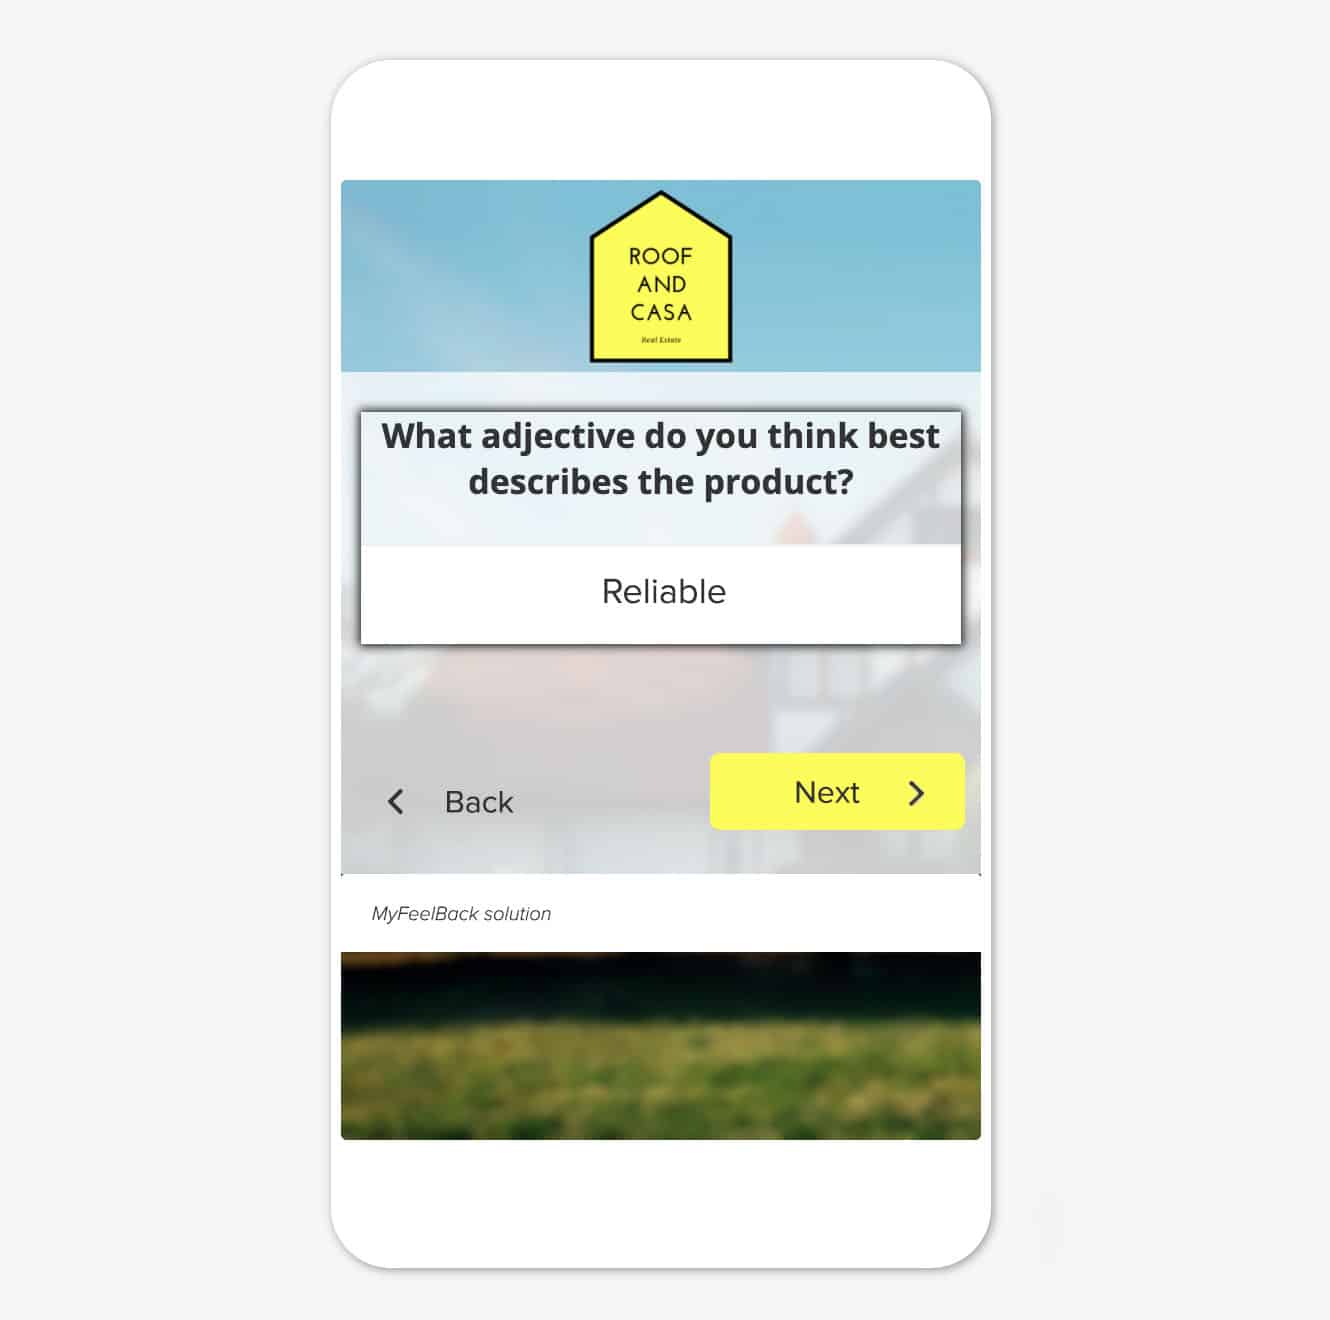 ROOF
AND
CASA
Real Estate
What adjective do you think best
describes the product?
Reliable
Back
Next
MyFeelBack solution